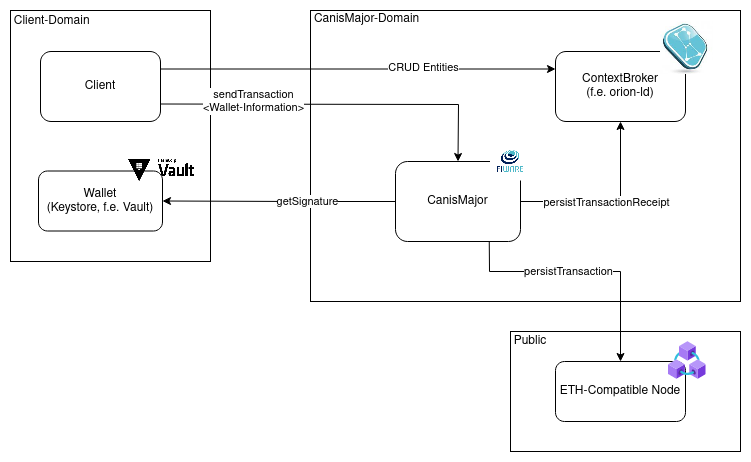 Client-Domain
CanisMajor-Domain
Client
CRUD Entities
ContextBroker
(f.e. orion-ld)
sendTransaction
<Wallet-Information>
Vault
Wallet
(Keystore, f.e. Vault)
getSignature
FIWARE
CanisMajor
persistTransactionReceipt
persistTransaction
Public
ETH-Compatible Node